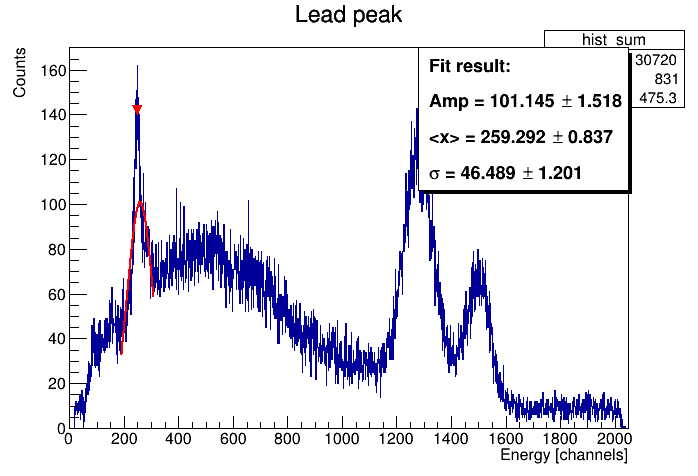 Lead peak
hist_sum
30720
831
475.3
Fit result:
Amp = 101.145 ± 1.518
<x> = 259.292 ± 0.837
σ = 46.489 ± 1.201
Counts
160
140
120
100
80
60
40
20
0
0 200 400 600 800 1000 1200 1400 1600 1800 2000
Energy [channels]